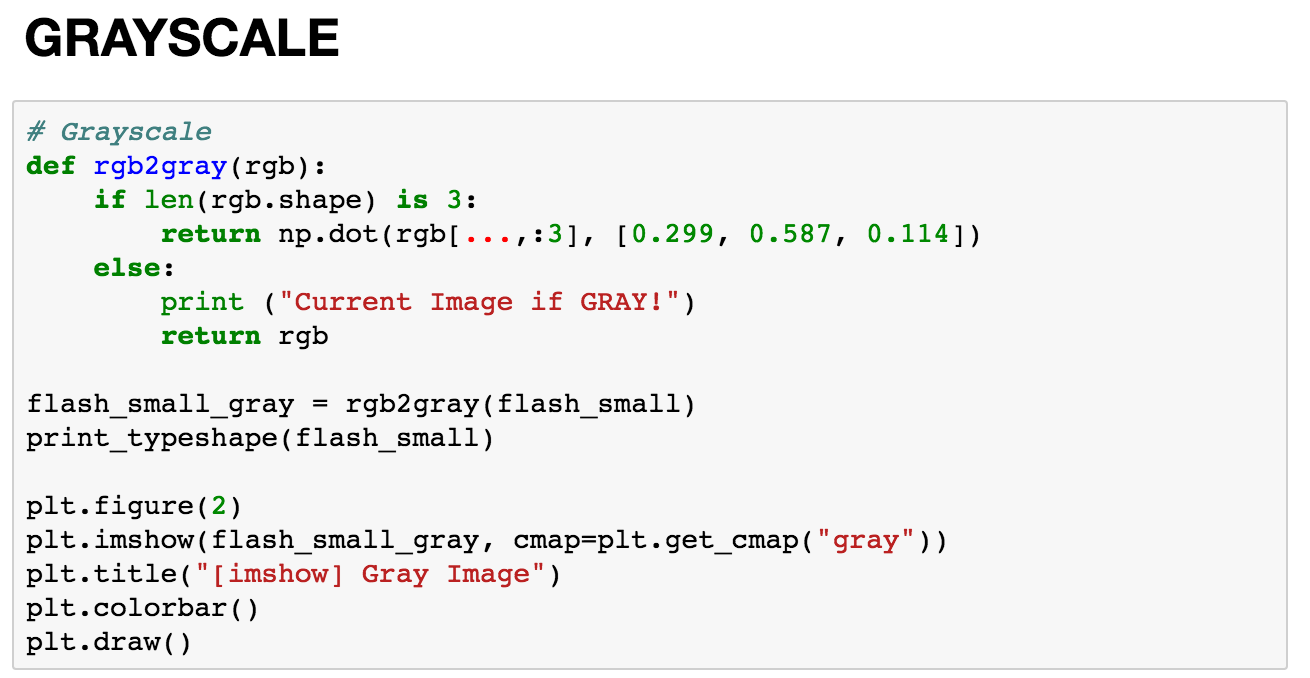 GRAYSCALE
# Grayscale
def rgb2gray(rgb):
    if len(rgb.shape) is 3:
        return np.dot(rgb[...,:3], [0.299, 0.587, 0.114])
    else:
        print ("Current Image if GRAY!")
        return rgb

flash_small_gray = rgb2gray(flash_small)
print_typeshape(flash_small)

plt.figure(2)
plt.imshow(flash_small_gray, cmap=plt.get_cmap("gray"))
plt.title("[imshow] Gray Image")
plt.colorbar()
plt.draw()